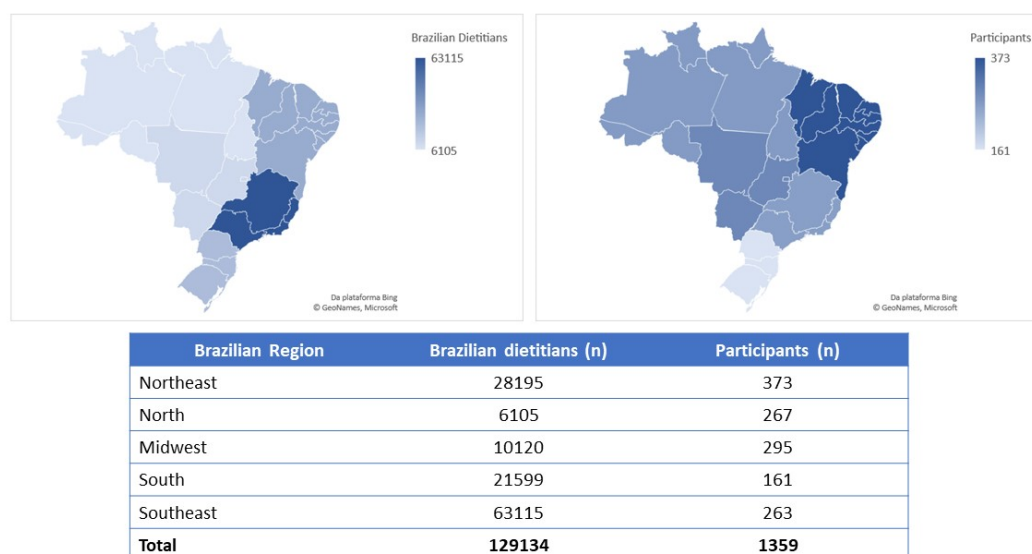 Brazilian Dietitians
63115
6105
Da plataforma Bing
© GeoNames, Microsoft
Participants
373
161
Da plataforma Bing
© GeoNames, Microsoft
Brazilian Region Brazilian dietitians (n) Participants (n)
Northeast 28195 373
North 6105 267
Midwest 10120 295
South 21599 161
Southeast 63115 263
Total 129134 1359